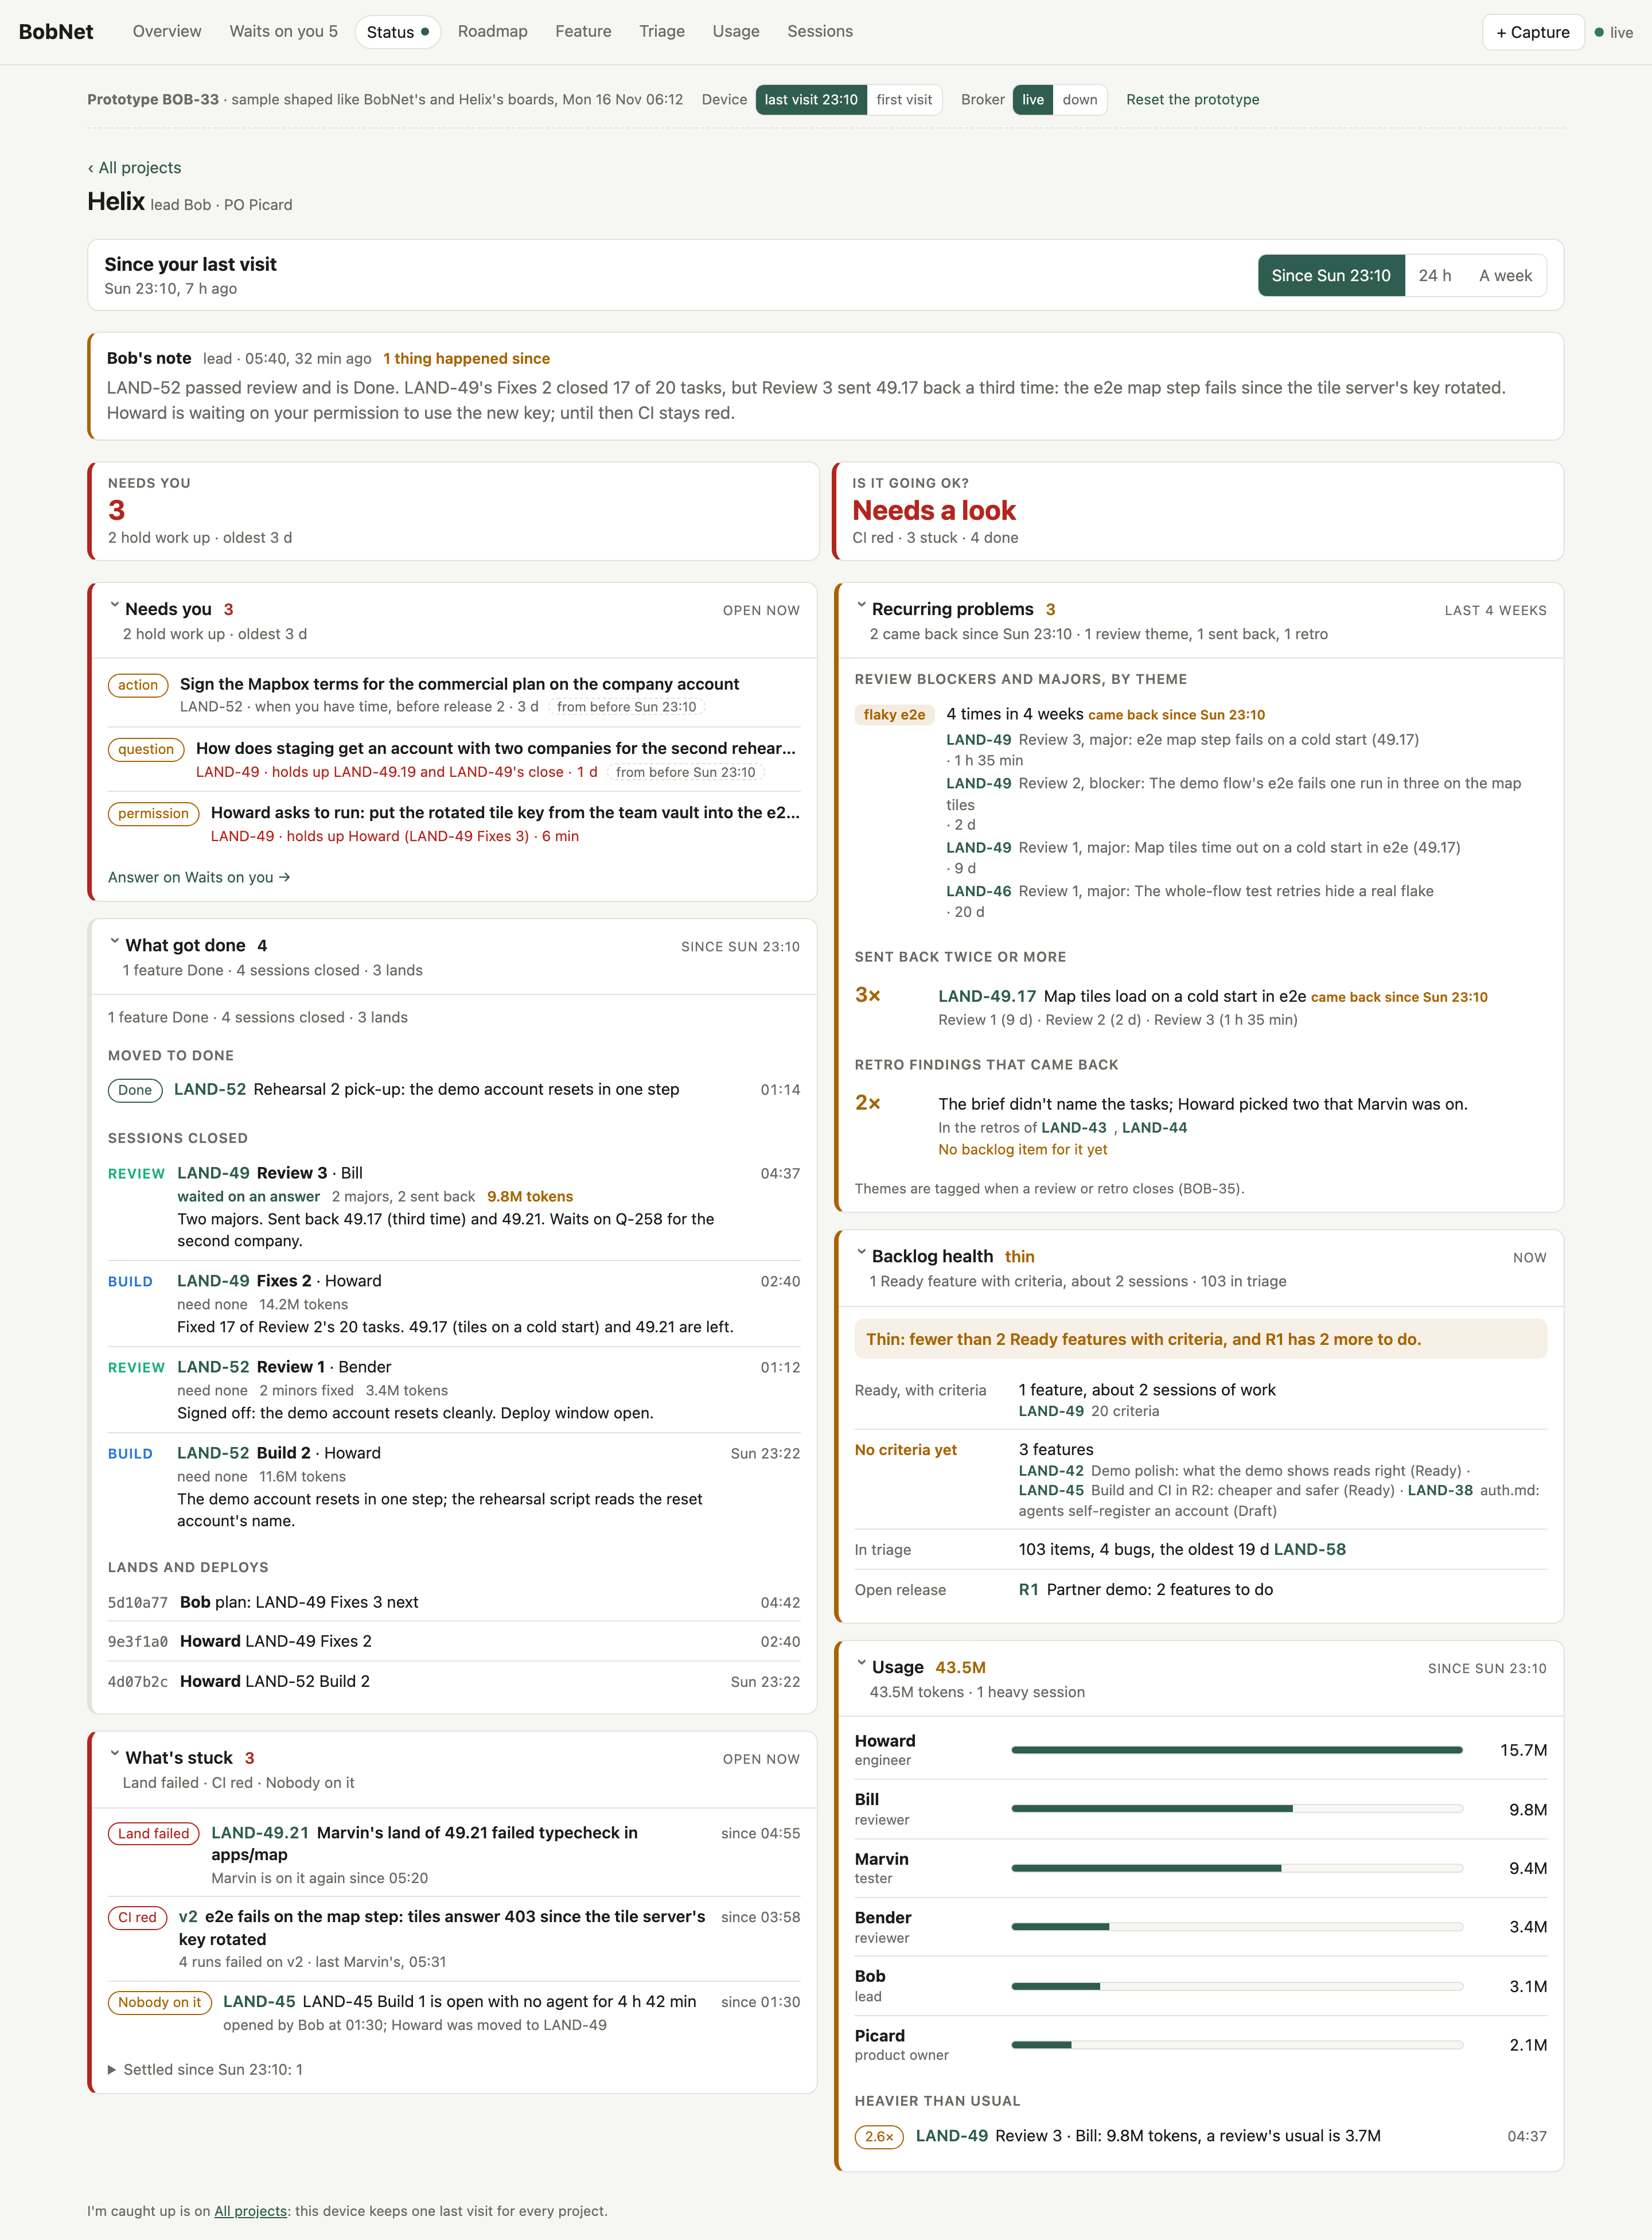 BobNet
Overview
Waits on you 5
Status
Roadmap
Feature
Triage
Usage
Sessions
+ Capture
live
Prototype BOB-33 · sample shaped like BobNet's and Helix's boards, Mon 16 Nov 06:12
Device
last visit 23:10
first visit
Broker
live
down
Reset the prototype
‹ All projects
Helix lead Bob · PO Picard
Since your last visit
Sun 23:10, 7 h ago
Since Sun 23:10
24 h
A week
Bob's note lead · 05:40, 32 min ago 1 thing happened since
LAND-52 passed review and is Done. LAND-49's Fixes 2 closed 17 of 20 tasks, but Review 3 sent 49.17 back a third time: the e2e map step fails since the tile server's key rotated.
Howard is waiting on your permission to use the new key; until then CI stays red.
NEEDS YOU
3
2 hold work up · oldest 3 d
IS IT GOING OK?
Needs a look
CI red · 3 stuck · 4 done
Needs you 3
OPEN NOW
2 hold work up · oldest 3 d
action
Sign the Mapbox terms for the commercial plan on the company account
LAND-52 · when you have time, before release 2 · 3 d from before Sun 23:10
question
How does staging get an account with two companies for the second rehear...
LAND-49 · holds up LAND-49.19 and LAND-49's close · 1 d from before Sun 23:10
permission
Howard asks to run: put the rotated tile key from the team vault into the e2...
LAND-49 · holds up Howard (LAND-49 Fixes 3) · 6 min
Answer on Waits on you →
What got done 4
SINCE SUN 23:10
1 feature Done · 4 sessions closed · 3 lands
1 feature Done · 4 sessions closed · 3 lands
MOVED TO DONE
Done
LAND-52 Rehearsal 2 pick-up: the demo account resets in one step
01:14
SESSIONS CLOSED
REVIEW
LAND-49 Review 3 · Bill
04:37
waited on an answer 2 majors, 2 sent back 9.8M tokens
Two majors. Sent back 49.17 (third time) and 49.21. Waits on Q-258 for the
second company.
BUILD
LAND-49 Fixes 2 · Howard
02:40
need none 14.2M tokens
Fixed 17 of Review 2's 20 tasks. 49.17 (tiles on a cold start) and 49.21 are left.
REVIEW
LAND-52 Review 1 · Bender
01:12
need none 2 minors fixed 3.4M tokens
Signed off: the demo account resets cleanly. Deploy window open.
BUILD
LAND-52 Build 2 · Howard
Sun 23:22
need none 11.6M tokens
The demo account resets in one step; the rehearsal script reads the reset
account's name.
LANDS AND DEPLOYS
5d10a77 Bob plan: LAND-49 Fixes 3 next
04:42
9e3f1a0 Howard LAND-49 Fixes 2
02:40
4d07b2c Howard LAND-52 Build 2
Sun 23:22
What's stuck 3
OPEN NOW
Land failed · CI red · Nobody on it
Land failed
LAND-49.21 Marvin's land of 49.21 failed typecheck in
apps/map
since 04:55
Marvin is on it again since 05:20
CI red
v2 e2e fails on the map step: tiles answer 403 since the tile server's
key rotated
since 03:58
4 runs failed on v2 · last Marvin's, 05:31
Nobody on it
LAND-45 LAND-45 Build 1 is open with no agent for 4 h 42 min
since 01:30
opened by Bob at 01:30; Howard was moved to LAND-49
Settled since Sun 23:10: 1
Recurring problems 3
LAST 4 WEEKS
2 came back since Sun 23:10 · 1 review theme, 1 sent back, 1 retro
REVIEW BLOCKERS AND MAJORS, BY THEME
flaky e2e
4 times in 4 weeks came back since Sun 23:10
LAND-49 Review 3, major: e2e map step fails on a cold start (49.17)
· 1 h 35 min
LAND-49 Review 2, blocker: The demo flow's e2e fails one run in three on the map
tiles
· 2 d
LAND-49 Review 1, major: Map tiles time out on a cold start in e2e (49.17)
· 9 d
LAND-46 Review 1, major: The whole-flow test retries hide a real flake
· 20 d
SENT BACK TWICE OR MORE
3×
LAND-49.17 Map tiles load on a cold start in e2e came back since Sun 23:10
Review 1 (9 d) · Review 2 (2 d) · Review 3 (1 h 35 min)
RETRO FINDINGS THAT CAME BACK
2×
The brief didn't name the tasks; Howard picked two that Marvin was on.
In the retros of LAND-43 , LAND-44
No backlog item for it yet
Themes are tagged when a review or retro closes (BOB-35).
Backlog health thin
NOW
1 Ready feature with criteria, about 2 sessions · 103 in triage
Thin: fewer than 2 Ready features with criteria, and R1 has 2 more to do.
Ready, with criteria
1 feature, about 2 sessions of work
LAND-49 20 criteria
No criteria yet
3 features
LAND-42 Demo polish: what the demo shows reads right (Ready) ·
LAND-45 Build and CI in R2: cheaper and safer (Ready) · LAND-38 auth.md:
agents self-register an account (Draft)
In triage
103 items, 4 bugs, the oldest 19 d LAND-58
Open release
R1 Partner demo: 2 features to do
Usage 43.5M
SINCE SUN 23:10
43.5M tokens · 1 heavy session
Howard
engineer
15.7M
Bill
reviewer
9.8M
Marvin
tester
9.4M
Bender
reviewer
3.4M
Bob
lead
3.1M
Picard
product owner
2.1M
HEAVIER THAN USUAL
2.6×
LAND-49 Review 3 · Bill: 9.8M tokens, a review's usual is 3.7M
04:37
I'm caught up is on All projects: this device keeps one last visit for every project.